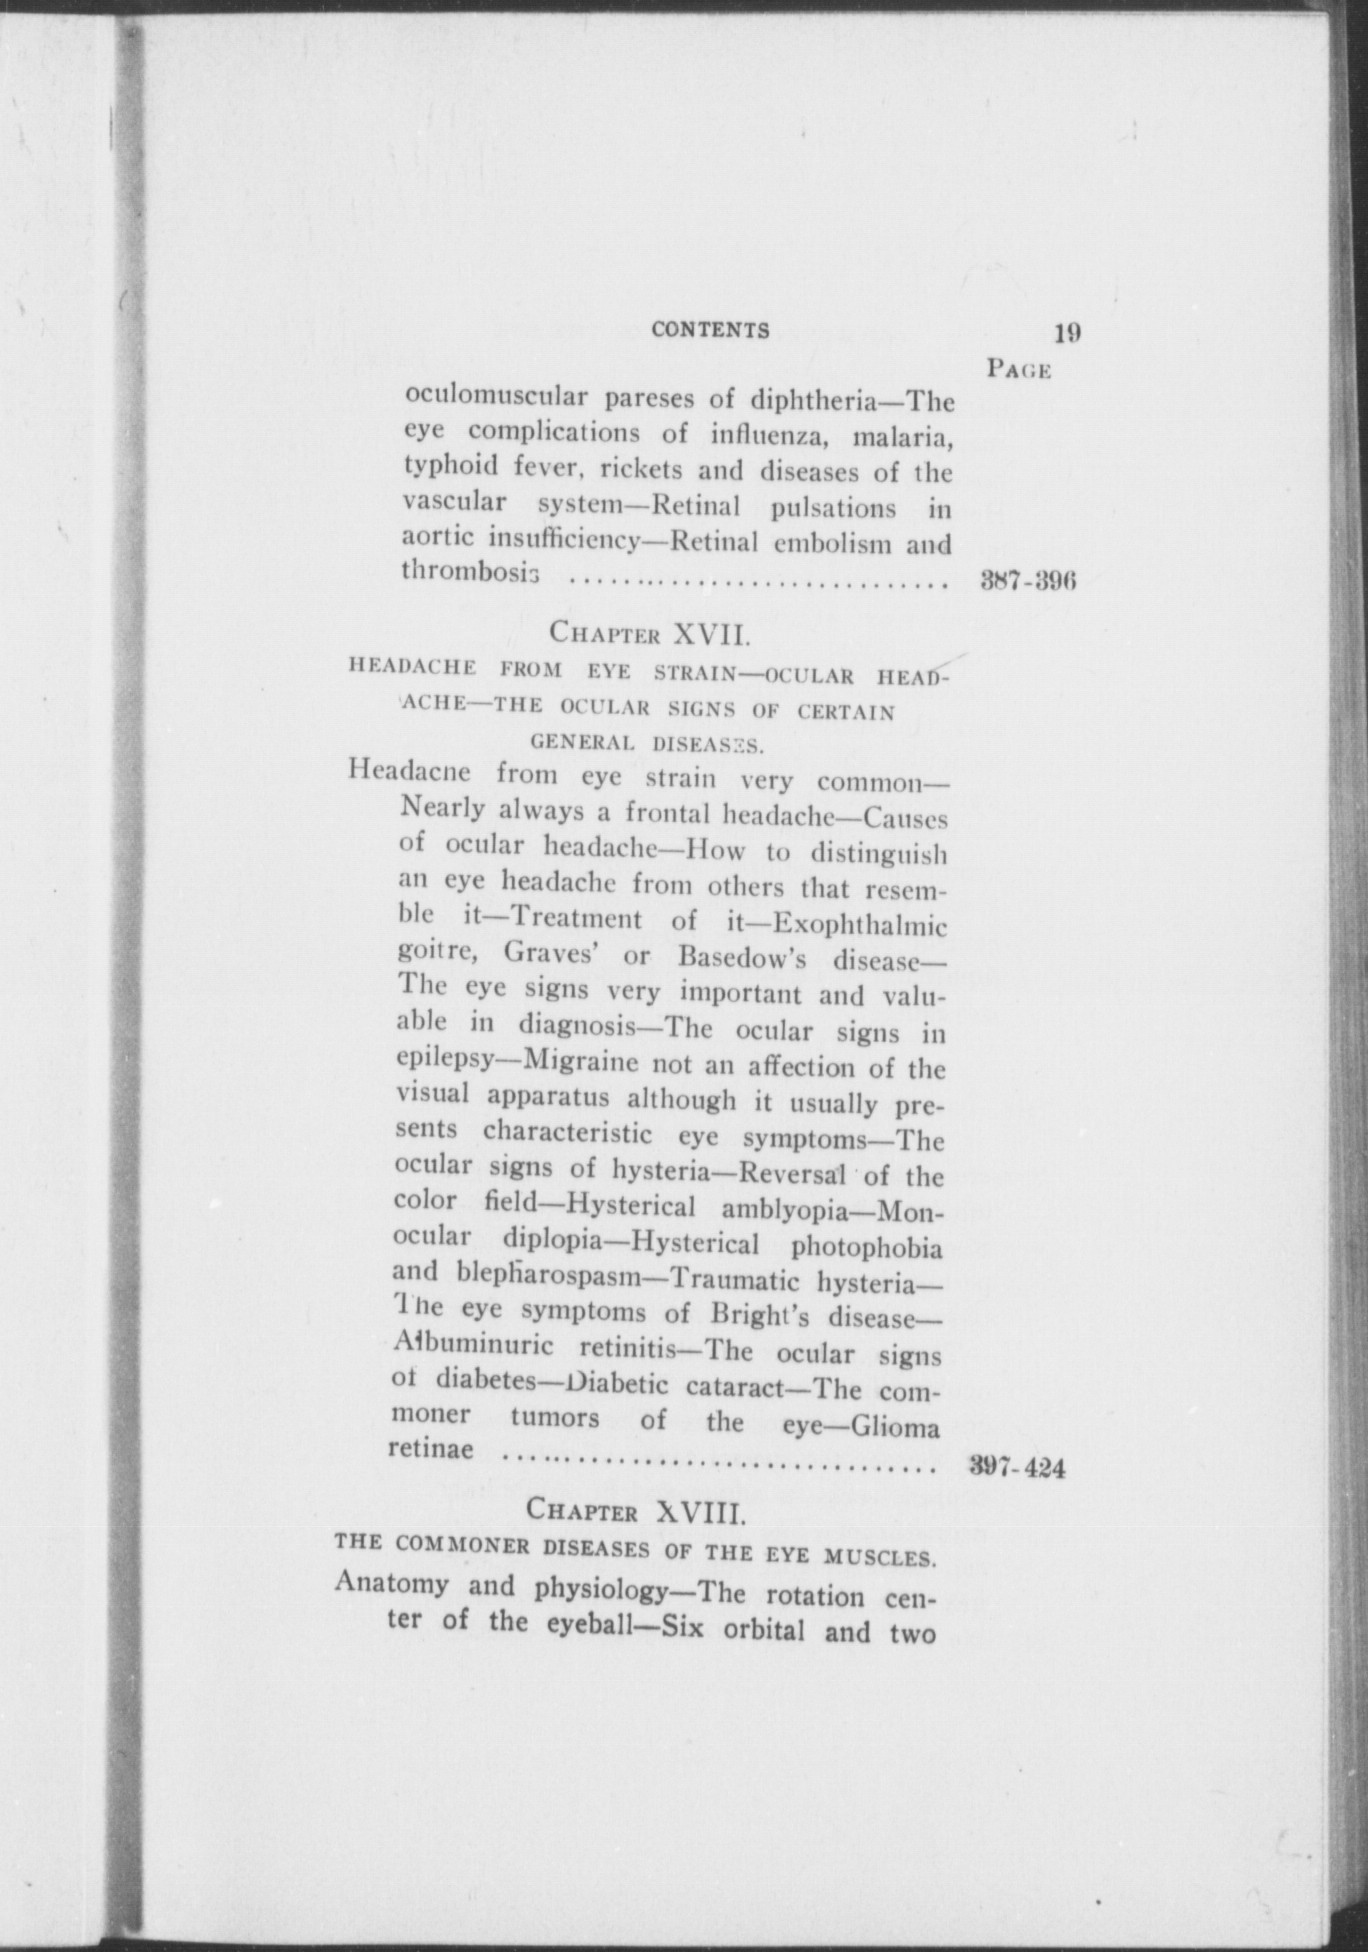 CONTENTS 19
PAGE
oculomuscular pareses of diphtheria—The
eye complications of influenza, malaria,
typhoid fever, rickets and diseases of the
vascular system—Retinal pulsations in
aortic insufficiency—Retinal embolism and
thrombosis ............................. 387-396
CHAPTER XVII.
HEADACHE FROM EYE STRAIN—OCULAR HEAD-
ACHE—THE OCULAR SIGNS OF CERTAIN
GENERAL DISEASES.
Headache from eye strain very common—
Nearly always a frontal headache—Causes
of ocular headache—How to distinguish
an eye headache from others that resem-
ble it—Treatment of it—Exophthalmic
goitre, Graves' or Basedow's disease—
The eye signs very important and valu-
able in diagnosis—The ocular signs in
epilepsy—Migraine not an affection of the
visual apparatus although it usually pre-
sents characteristic eye symptoms—The
ocular signs of hysteria—Reversal of the
color field—Hysterical amblyopia—Mon-
ocular diplopia—Hysterical photophobia
and blepharospasm—Traumatic hysteria—
The eye symptoms of Bright's disease—
Albuminuric retinitis—The ocular signs
of diabetes—Diabetic cataract—The com-
moner tumors of the eye—Glioma
retinae ................................. 397-424
CHAPTER XVIII.
THE COMMONER DISEASES OF THE EYE MUSCLES.
Anatomy and physiology—The rotation cen-
ter of the eyeball—Six orbital and two